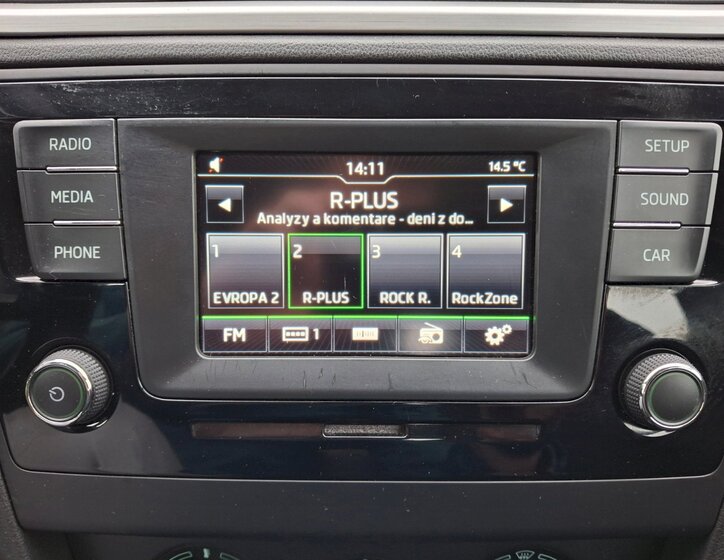 RADIO
MEDIA
PHONE
14:11
14.5 °C
R-PLUS
Analyzy a komentare - deni z do...
1
2
3
4
EVROPA 2
R-PLUS
ROCK R.
RockZone
FM
1
SETUP
SOUND
CAR